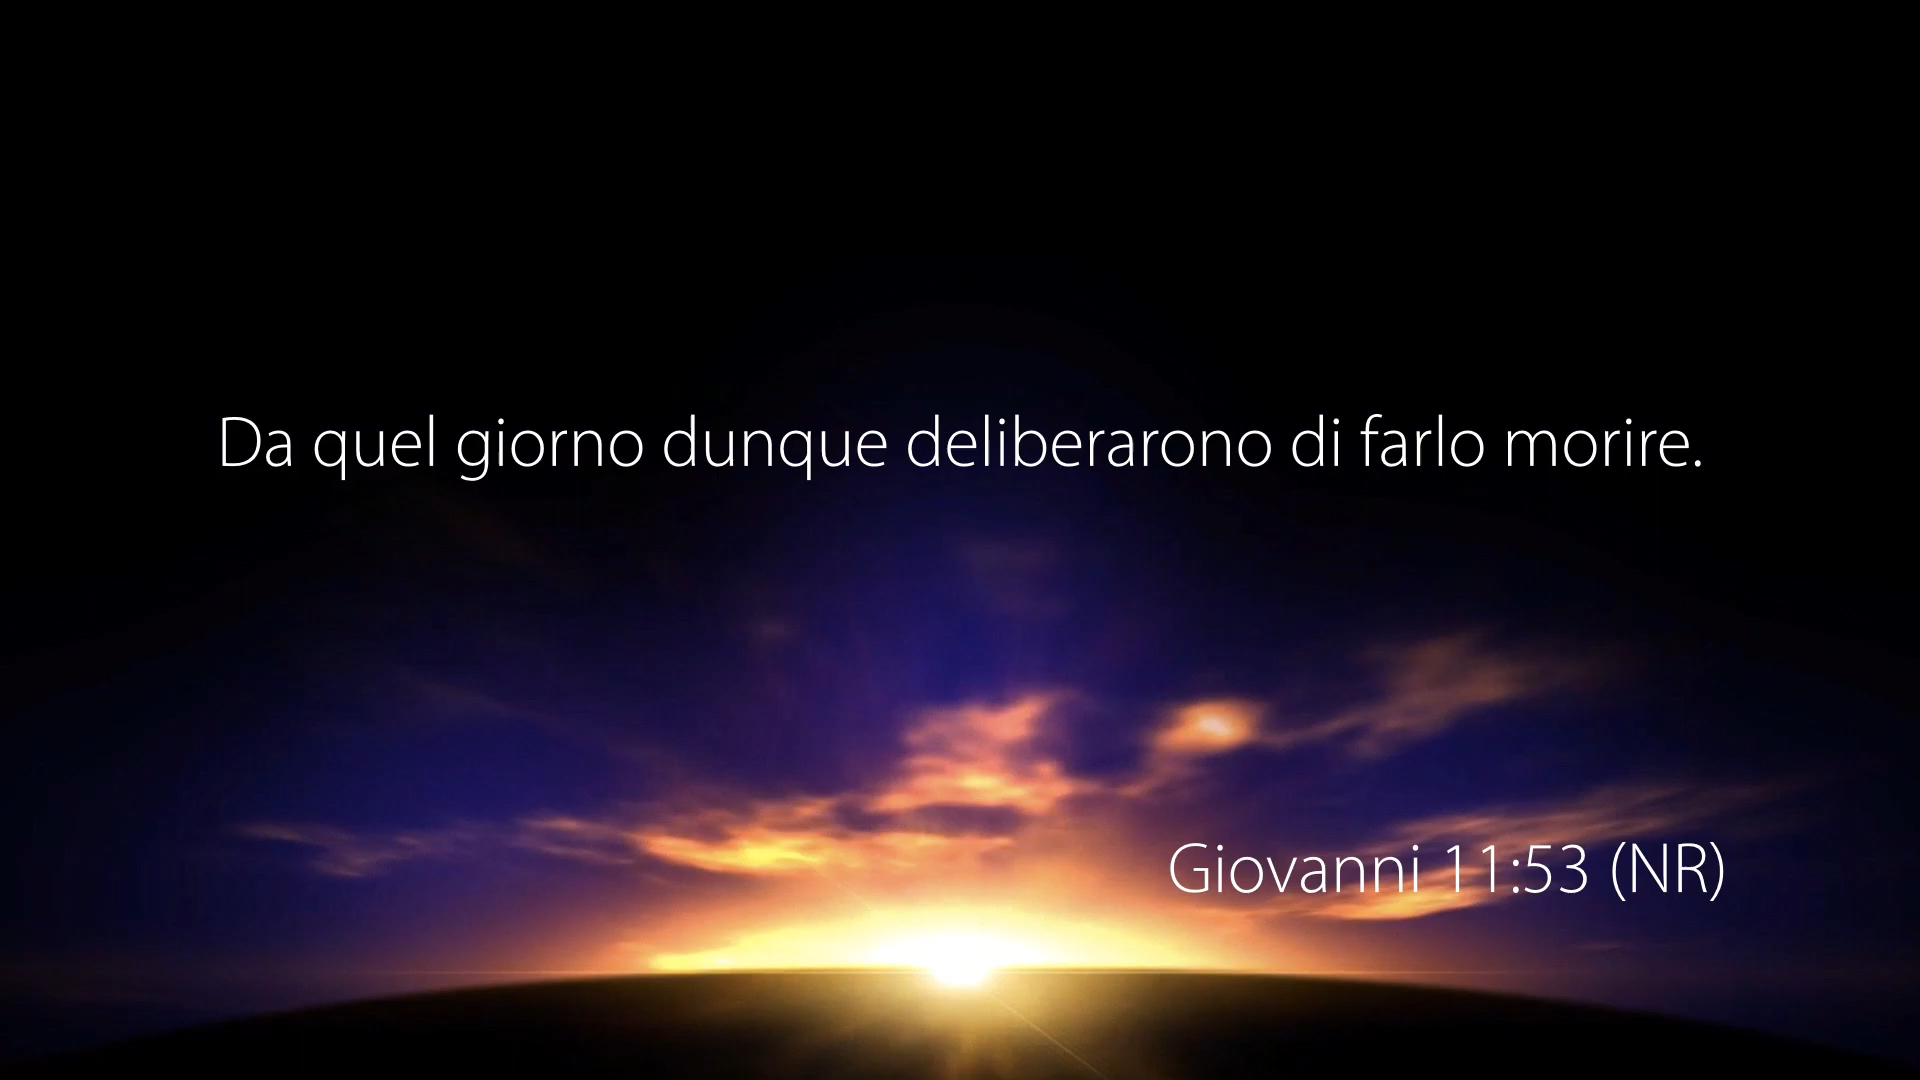 Da quel giorno dunque deliberarono di farlo morire.
Giovanni 11:53 (NR)